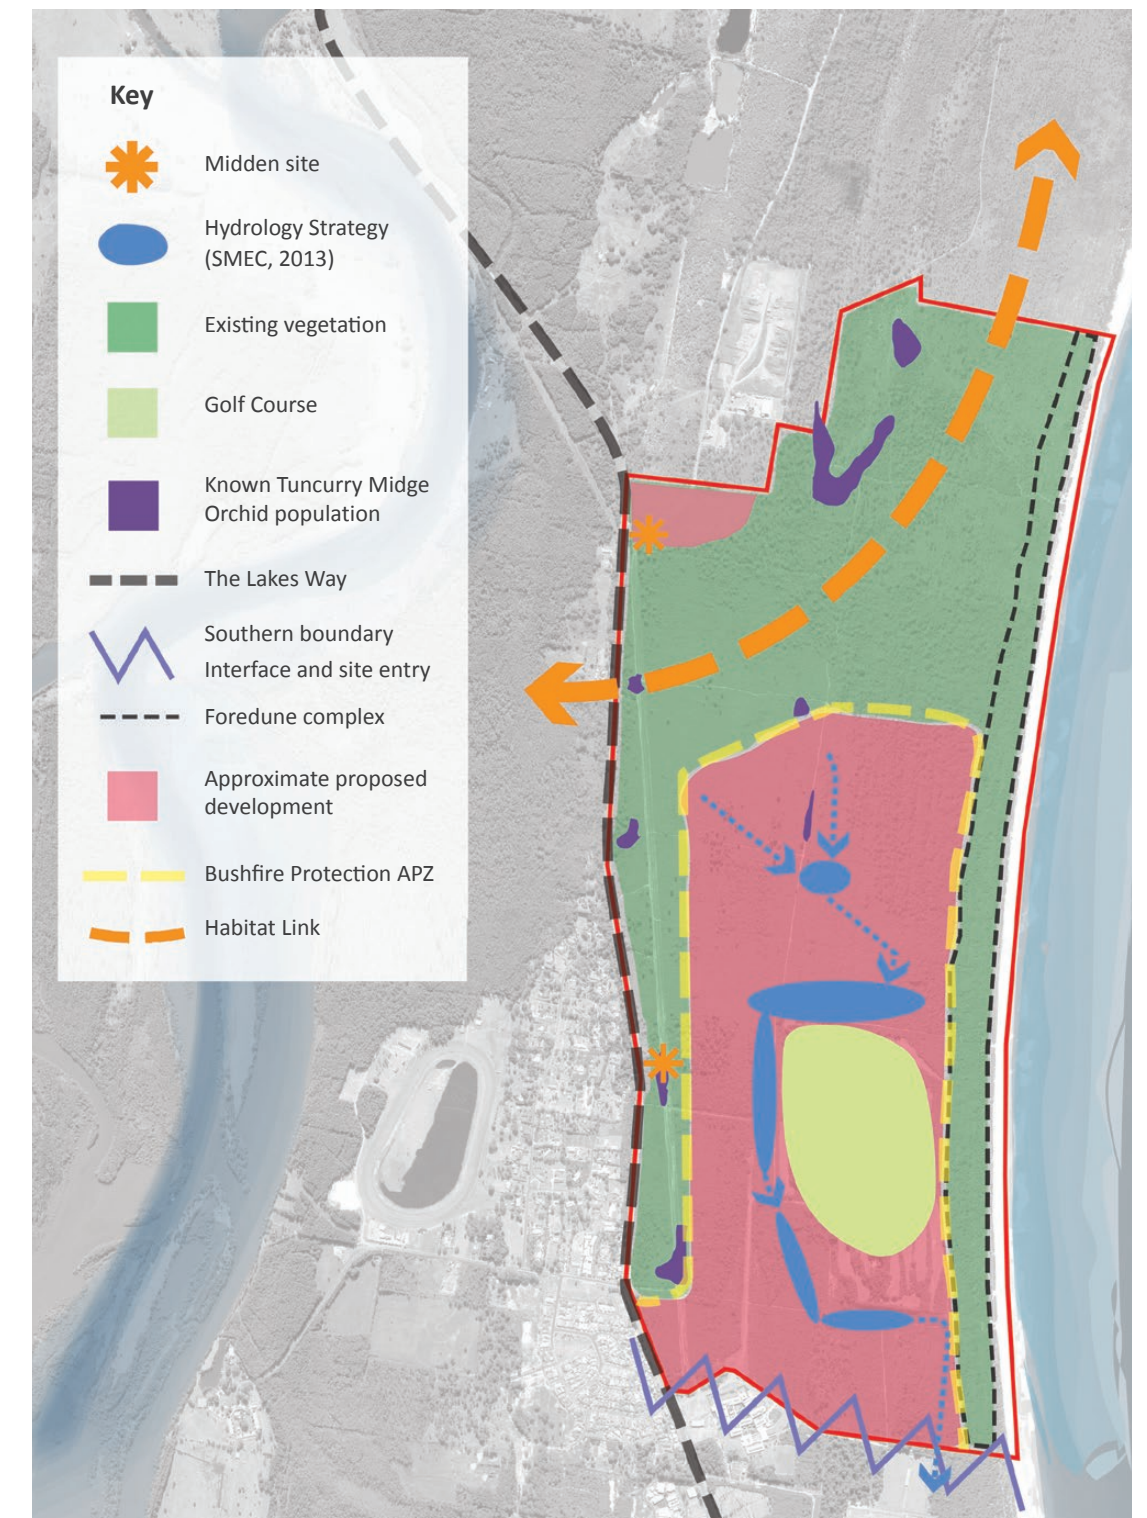 Key
Midden site
Hydrology Strategy
(SMEC, 2013)
Existing vegetation
Golf Course
Known Tuncurry Midge
Orchid population
The Lakes Way
Southern boundary
Interface and site entry
Foredune complex
Approximate proposed
development
Bushfire Protection APZ
Habitat Link